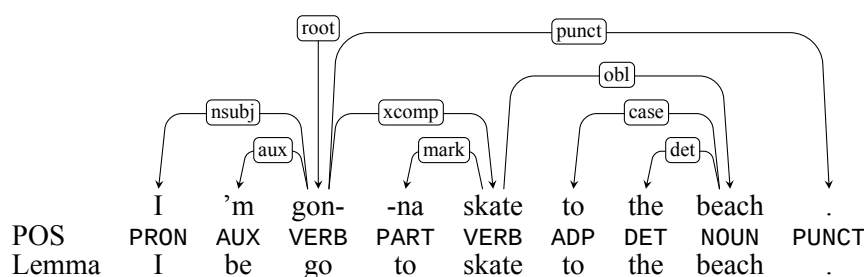 root
punct
obl
nsubj xcomp case
aux mark det
I ’m gon- -na skate to the beach .
POS PRON AUX VERB PART VERB ADP DET NOUN PUNCT
Lemma I be go to skate to the beach .